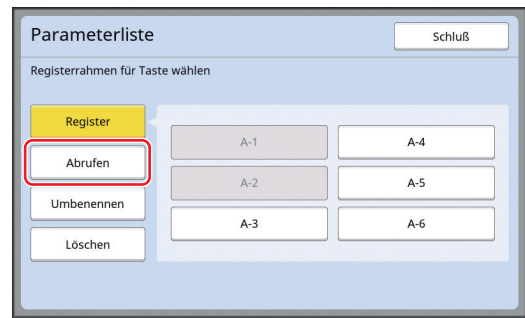 Parameterliste
Schluß
Registerrahmen für Taste wählen
Register
Abrufen
Umbenennen
Löschen
A-1
A-4
A-2
A-5
A-3
A-6